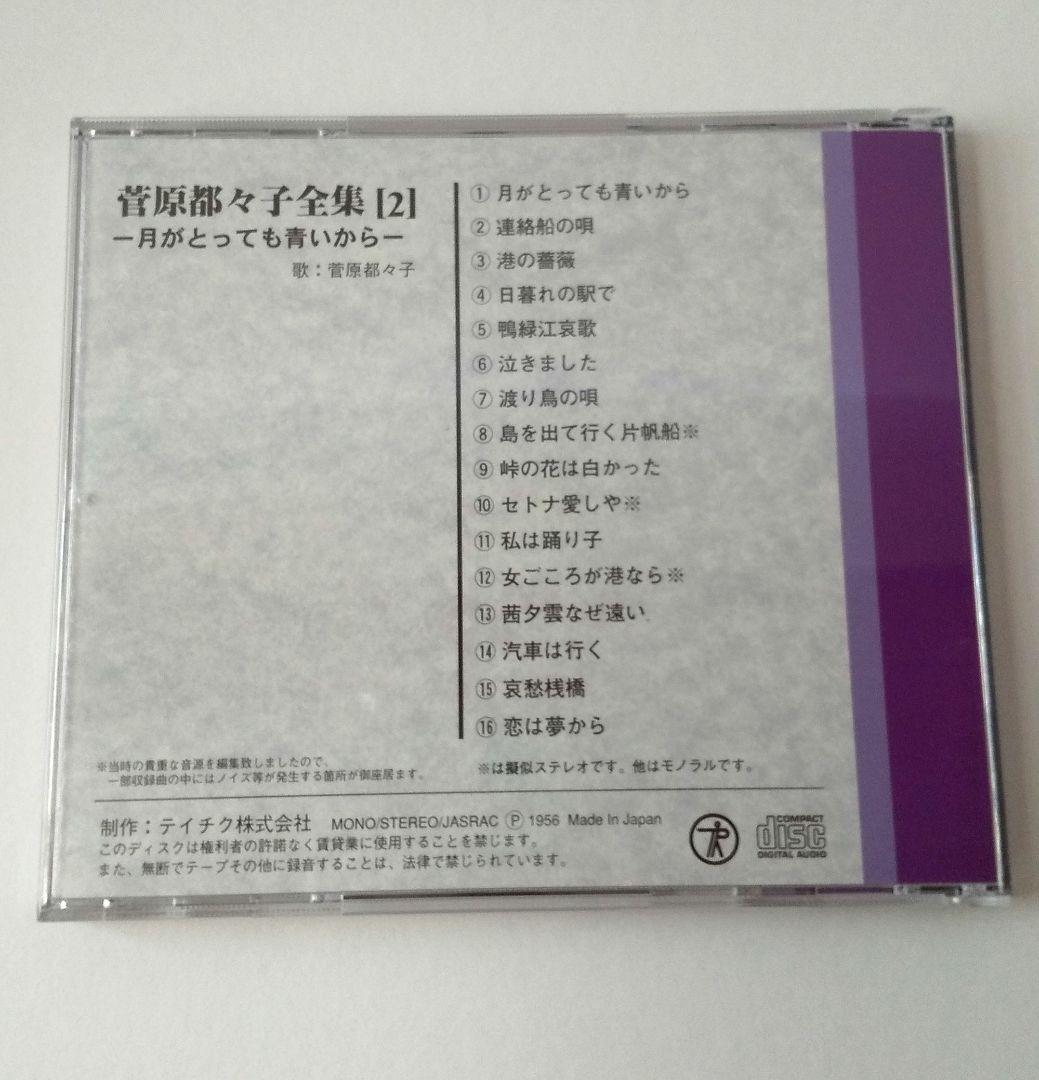 菅原都々子全集 [2]
ー月がとっても青いからー
歌：菅原都々子
① 月がとっても青いから
② 連絡船の唄
③ 港の薔薇
④ 日暮れの駅で
⑤ 鴨緑江哀歌
⑥ 泣きました
⑦ 渡り鳥の唄
⑧ 島を出て行く片帆船※
⑨ 峠の花は白かった
⑩ セトナ愛しや※
⑪ 私は踊り子
⑫ 女ごころが港なら※
⑬ 茜夕雲なぜ遠い
⑭ 汽車は行く
⑮ 哀愁桟橋
⑯ 恋は夢から
※当時の貴重な音源を編集致しましたので、
一部収録曲の中にはノイズ等が発生する箇所が御座居ます。
※は擬似ステレオです。他はモノラルです。
制作：テイチク株式会社 MONO/STEREO/JASRAC Ⓟ 1956 Made In Japan
このディスクは権利者の許諾なく賃貸業に使用することを禁じます。
また、無断でテープその他に録音することは、法律で禁じられています。
COMPACT
disc
DIGITAL AUDIO